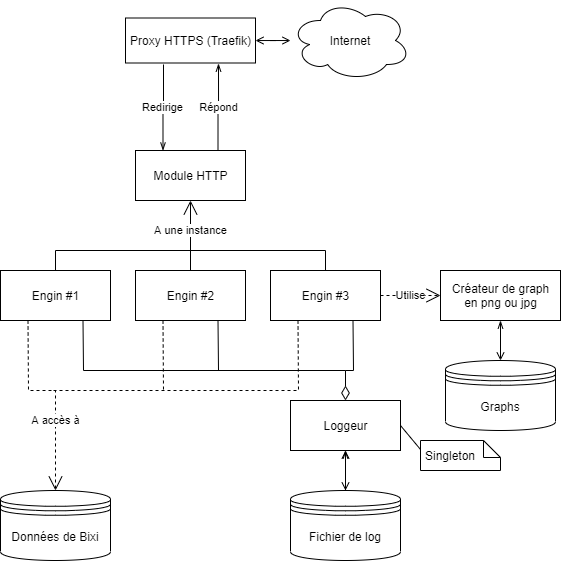 Proxy HTTPS (Traefik)
Internet
Redirige
Répond
Module HTTP
A une instance
Engin #1
Engin #2
Engin #3
Utilise
Créateur de graph
en png ou jpg
Graphs
A accès à
Loggeur
Singleton
Données de Bixi
Fichier de log